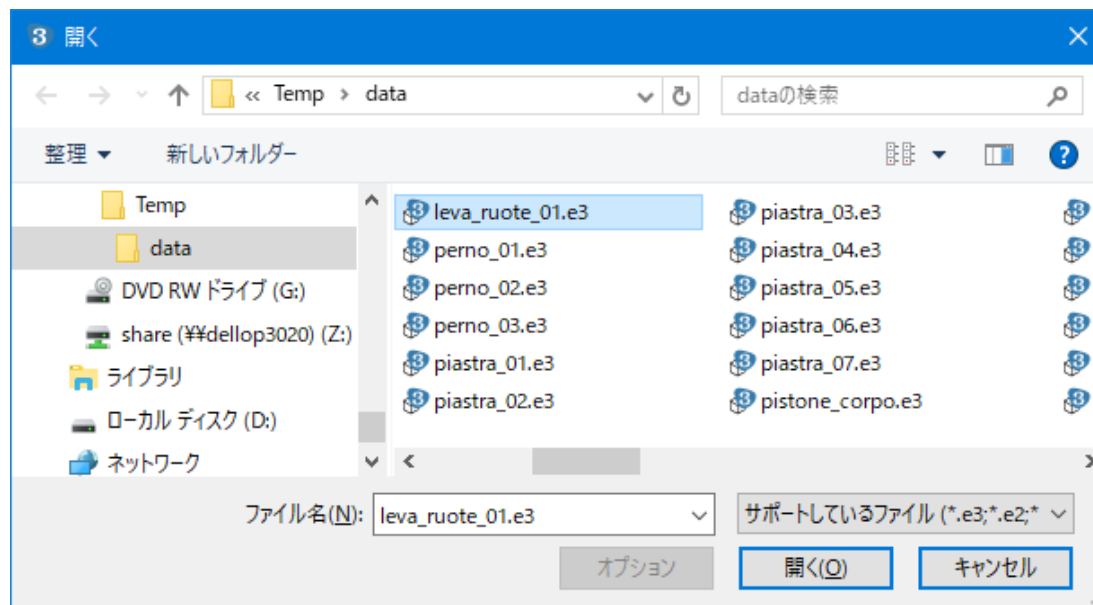 開く
« Temp › data
dataの検索
整理
新しいフォルダー
Temp
data
DVD RW ドライブ (G:)
share (¥¥dellop3020) (Z:)
ライブラリ
ローカル ディスク (D:)
ネットワーク
leva_ruote_01.e3
perno_01.e3
perno_02.e3
perno_03.e3
piastra_01.e3
piastra_02.e3
piastra_03.e3
piastra_04.e3
piastra_05.e3
piastra_06.e3
piastra_07.e3
pistone_corpo.e3
ファイル名(N): leva_ruote_01.e3
サポートしているファイル (*.e3;*.e2;*
オプション
開く(O)
キャンセル